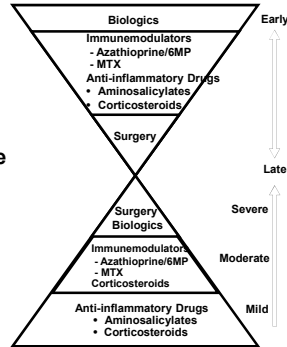 Biologics
Early
Immunemodulators
- Azathioprine/6MP
- MTX
Anti-inflammatory Drugs
• Aminosalicylates
• Corticosteroids
Surgery
e
Late
Surgery
Biologics
Severe
Immunemodulators
- Azathioprine/6MP
- MTX
Corticosteroids
Moderate
Anti-inflammatory Drugs
• Aminosalicylates
• Corticosteroids
Mild